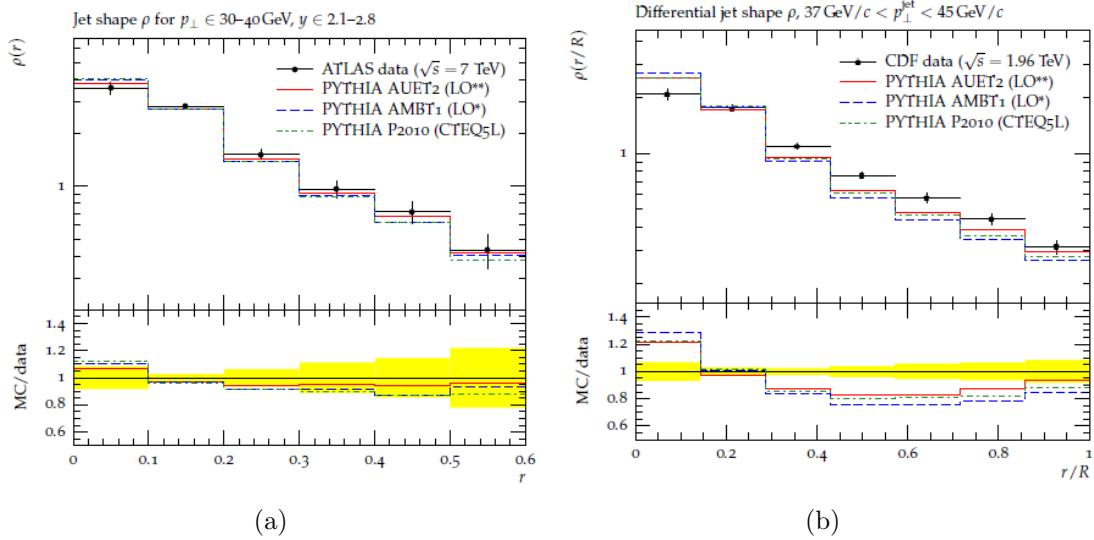 Jet shape ρ for p⊥ ∈ 30–40 GeV, y ∈ 2.1–2.8
ρ(r)
ATLAS data (√s = 7 TeV)
PYTHIA AUET2 (LO**)
PYTHIA AMBT1 (LO*)
PYTHIA P2010 (CTEQ5L)
1
MC/data
1.4
1.2
1
0.8
0.6
0 0.1 0.2 0.3 0.4 0.5 0.6
r
(a)
Differential jet shape ρ, 37 GeV/c < p⊥^jet < 45 GeV/c
ρ(r/R)
CDF data (√s = 1.96 TeV)
PYTHIA AUET2 (LO**)
PYTHIA AMBT1 (LO*)
PYTHIA P2010 (CTEQ5L)
1
MC/data
1.4
1.2
1
0.8
0.6
0 0.2 0.4 0.6 0.8 1
r/R
(b)